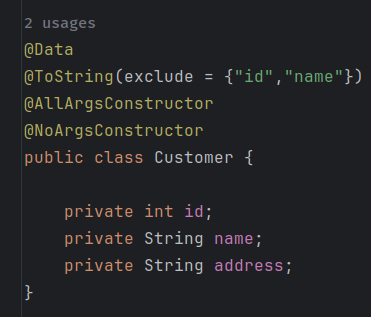 2 usages
@Data
@ToString(exclude = {"id","name"})
@AllArgsConstructor
@NoArgsConstructor
public class Customer {
private int id;
private String name;
private String address;
}